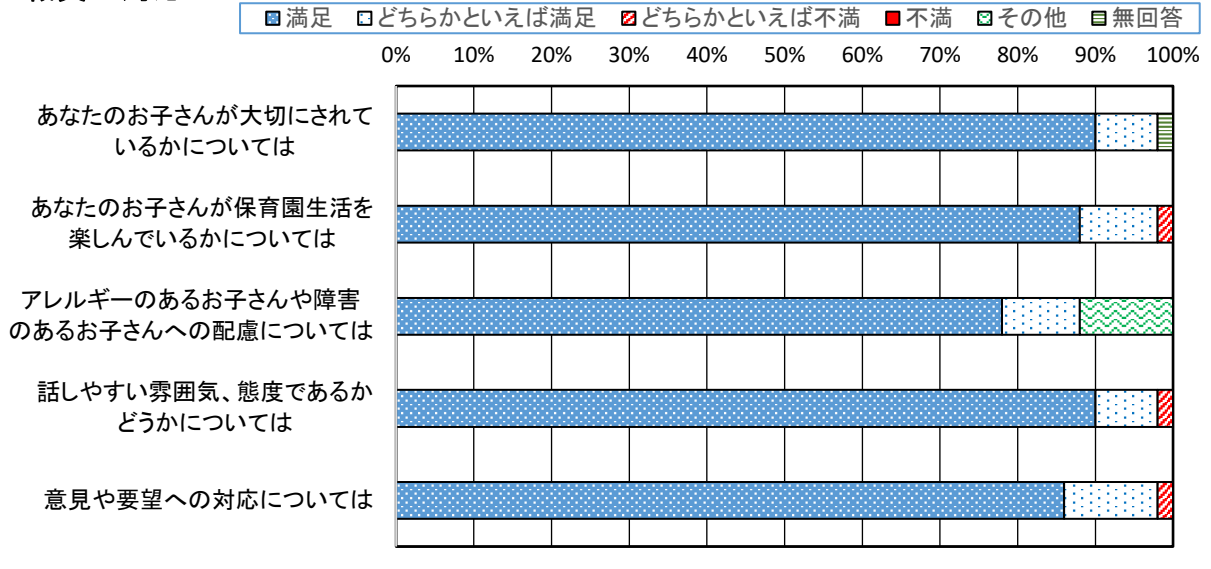 満足 どちらかといえば満足 どちらかといえば不満 不満 その他 無回答
0% 10% 20% 30% 40% 50% 60% 70% 80% 90% 100%
あなたのお子さんが大切にされて
いるかについては
あなたのお子さんが保育園生活を
楽しんでいるかについては
アレルギーのあるお子さんや障害
のあるお子さんへの配慮については
話しやすい雰囲気、態度であるか
どうかについては
意見や要望への対応については